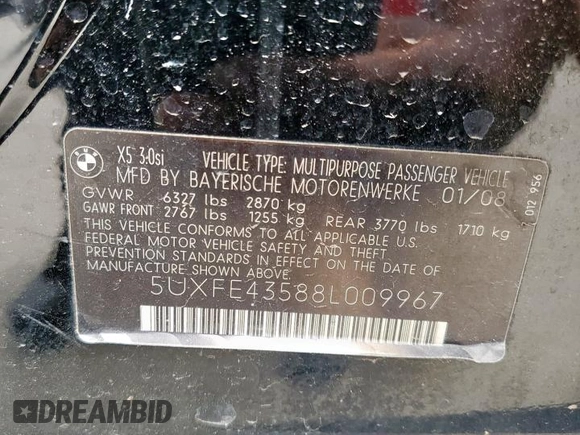 BMW
X5 3.0si VEHICLE TYPE: MULTIPURPOSE PASSENGER VEHICLE
MFD BY BAYERISCHE MOTORENWERKE 01/08
GVWR 6327 lbs 2870 kg
GAWR FRONT 2767 lbs 1255 kg REAR 3770 lbs 1710 kg
THIS VEHICLE CONFORMS TO ALL APPLICABLE U.S.
FEDERAL MOTOR VEHICLE SAFETY AND THEFT
PREVENTION STANDARDS IN EFFECT ON THE DATE OF
MANUFACTURE SHOWN ABOVE.
5UXFE43588L009967
012 956
DREAMBID